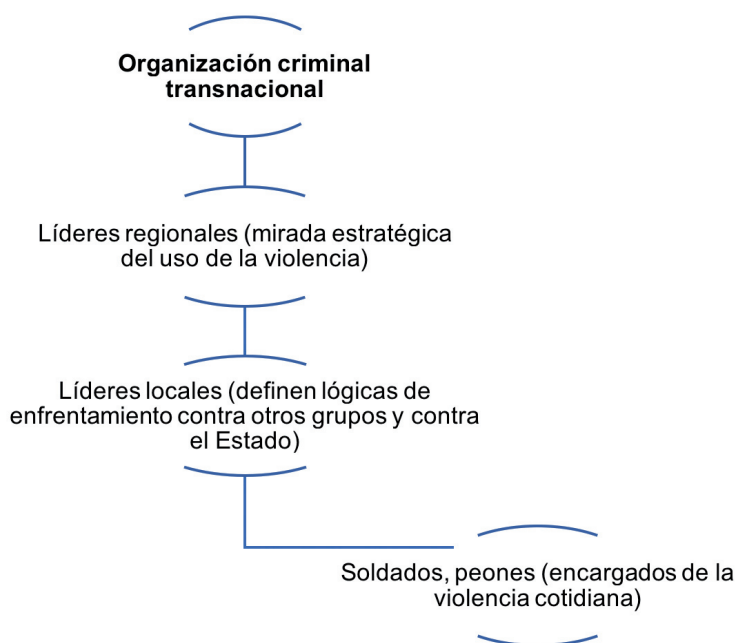 Organización criminal
transnacional
Líderes regionales (mirada estratégica
del uso de la violencia)
Líderes locales (definen lógicas de
enfrentamiento contra otros grupos y contra
el Estado)
Soldados, peones (encargados de la
violencia cotidiana)